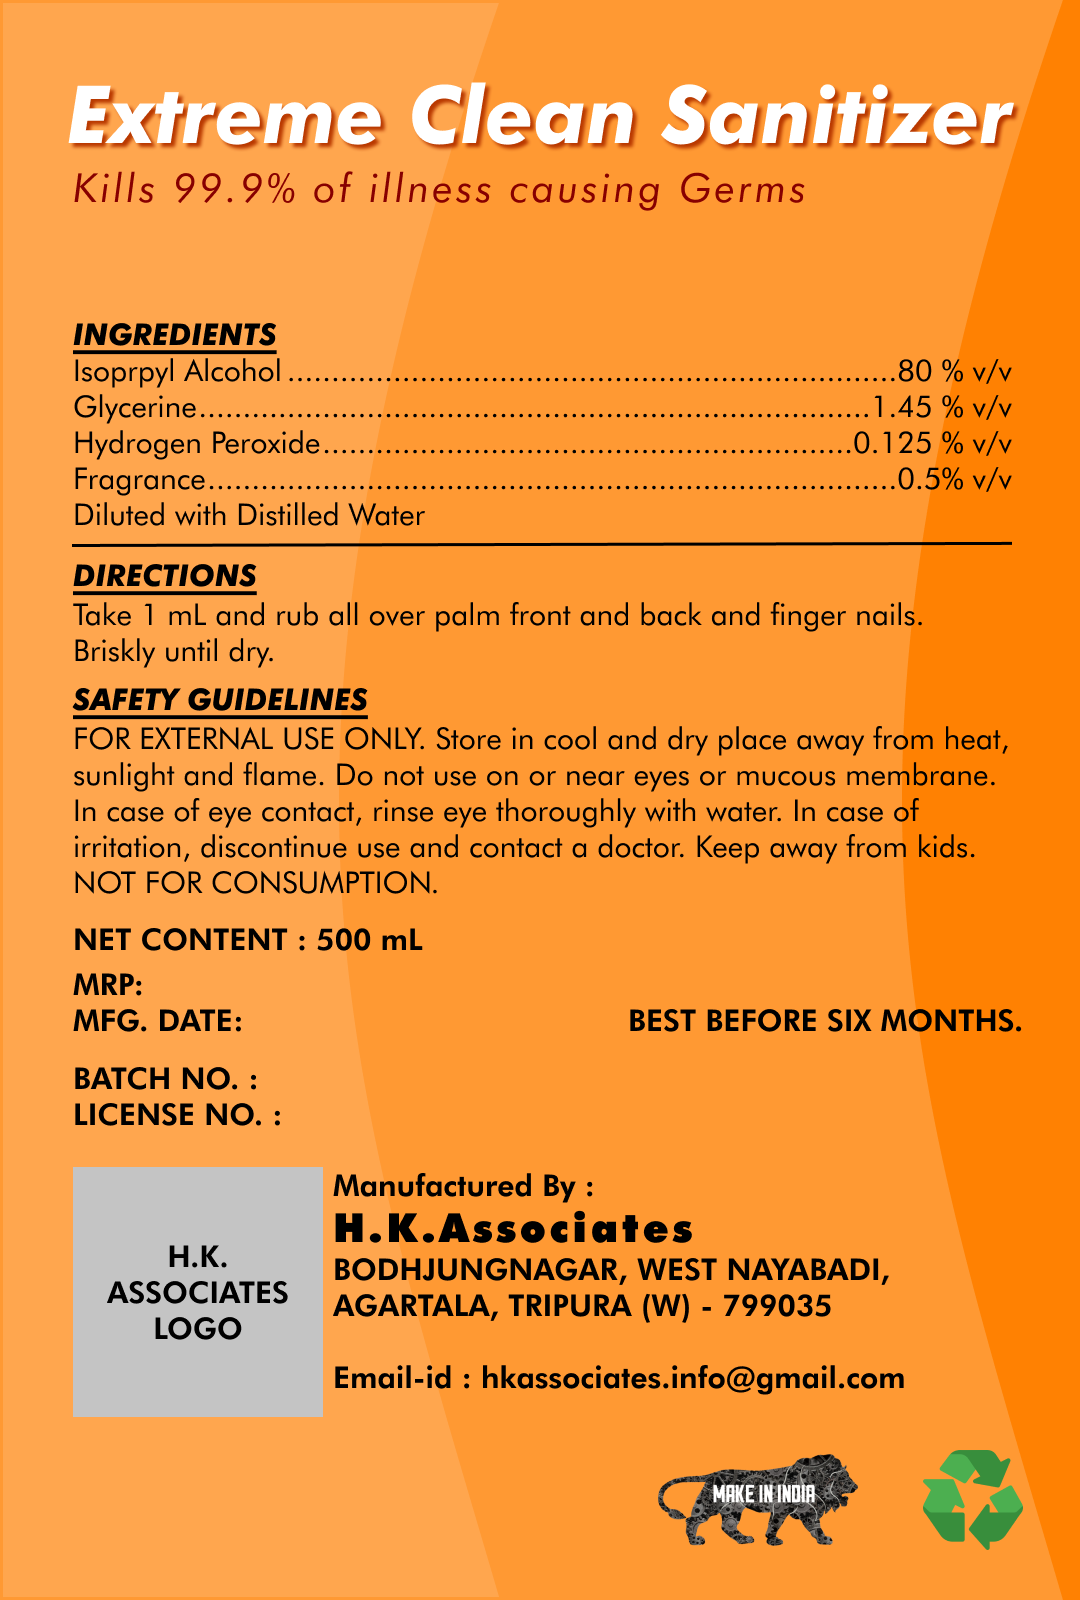 Extreme Clean Sanitizer
Kills 99.9% of illness causing Germs
INGREDIENTS
Isoprpyl Alcohol......................................................................80 % v/v
Glycerine............................................................................1.45 % v/v
Hydrogen Peroxide............................................................0.125 % v/v
Fragrance..............................................................................0.5% v/v
Diluted with Distilled Water
DIRECTIONS
Take 1 mL and rub all over palm front and back and finger nails.
Briskly until dry.
SAFETY GUIDELINES
FOR EXTERNAL USE ONLY. Store in cool and dry place away from heat,
sunlight and flame. Do not use on or near eyes or mucous membrane.
In case of eye contact, rinse eye thoroughly with water. In case of
irritation, discontinue use and contact a doctor. Keep away from kids.
NOT FOR CONSUMPTION.
NET CONTENT : 500 mL
MRP:
MFG. DATE: BEST BEFORE SIX MONTHS.
BATCH NO. :
LICENSE NO. :
H.K.
ASSOCIATES
LOGO
Manufactured By :
H.K.Associates
BODHJUNGNAGAR, WEST NAYABADI,
AGARTALA, TRIPURA (W) - 799035
Email-id : hkassociates.info@gmail.com
MAKE IN INDIA